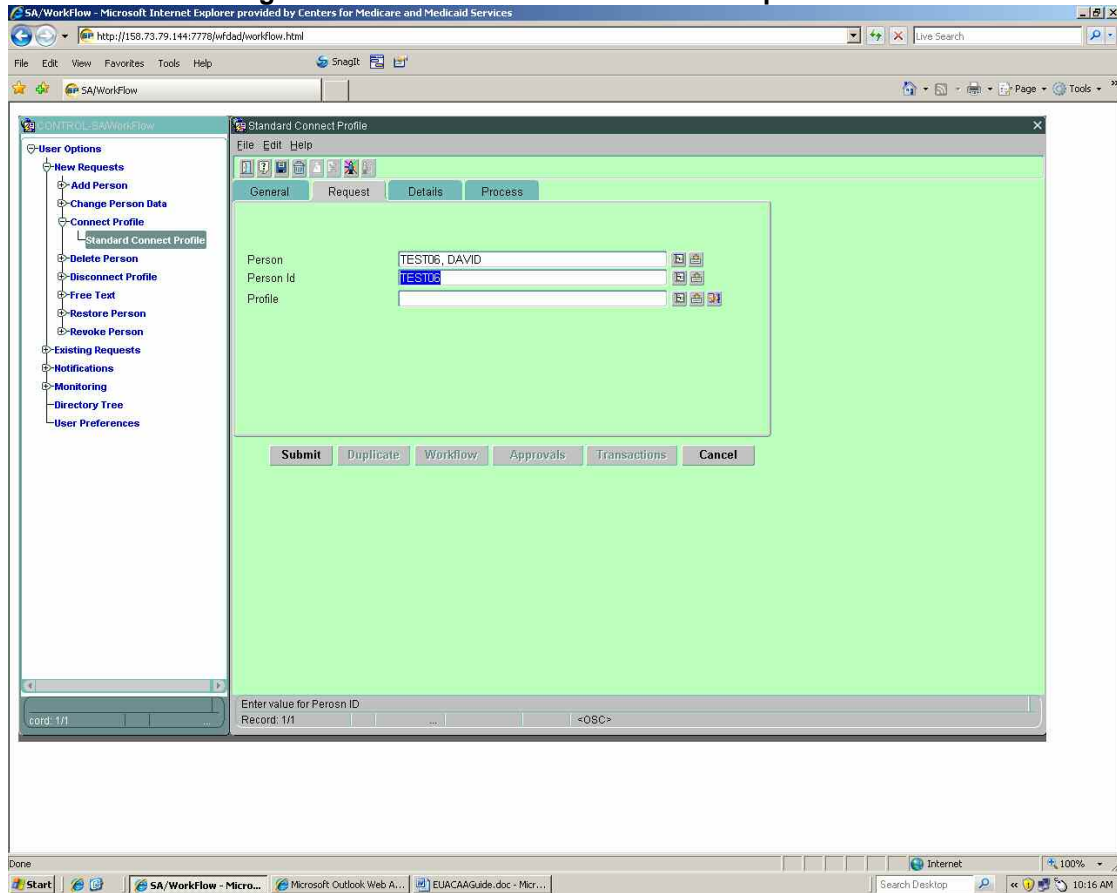 SA/WorkFlow - Microsoft Internet Explorer provided by Centers for Medicare and Medicaid Services
http://158.73.79.144:7778/wfdad/workflow.html
Live Search
File Edit View Favorites Tools Help
SnagIt
SA/WorkFlow
Page Tools
CONTROL-SA/WorkFlow
User Options
New Requests
Add Person
Change Person Data
Connect Profile
Standard Connect Profile
Delete Person
Disconnect Profile
Free Text
Restore Person
Revoke Person
Existing Requests
Notifications
Monitoring
Directory Tree
User Preferences
cord: 1/1 ...
Standard Connect Profile
File Edit Help
General Request Details Process
Person TEST06, DAVID
Person Id TEST06
Profile
Submit Duplicate Workflow Approvals Transactions Cancel
Enter value for Perosn ID
Record: 1/1 ... <OSC>
Done Internet 100%
Start SA/WorkFlow - Micro... Microsoft Outlook Web A... EUACAAGuide.doc - Micr... Search Desktop 10:16 AM